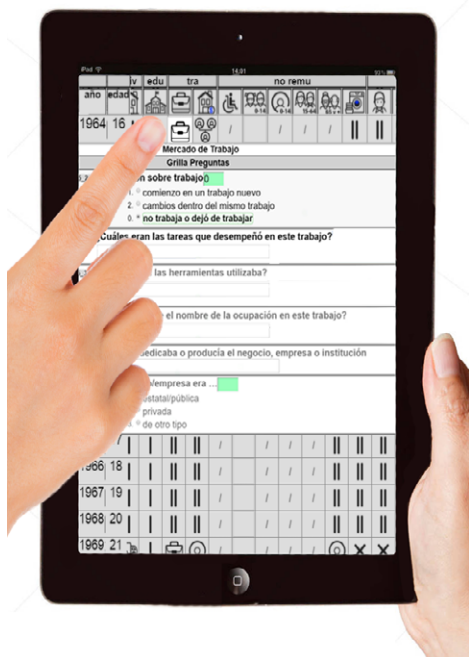 iPad 14:01 93%
iv edu tra no remu
año edad
6-14 0-14 15-64 65 y +
1964 16 / / / /
Mercado de Trabajo
Grilla Preguntas
n sobre trabajo 0
1. comienzo en un trabajo nuevo
2. cambios dentro del mismo trabajo
0. no trabaja o dejó de trabajar
¿Cuáles eran las tareas que desempeñó en este trabajo?
las herramientas utilizaba?
el nombre de la ocupación en este trabajo?
dedicaba o producía el negocio, empresa o institución
/empresa era ...
estatal/pública
privada
de otro tipo
1966 18 / / / /
1967 19 / / / /
1968 20 / / / /
1969 21 / / / /